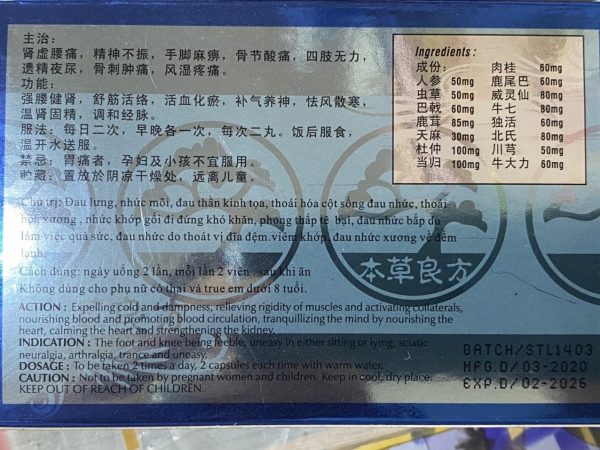 主治:
肾虚腰痛，精神不振，手脚麻痹，骨节酸痛，四肢无力，
遗精夜尿，骨刺肿痛，风湿疼痛。
功能:
强腰健肾，舒筋活络，活血化瘀，补气养神，怯风散寒，
温肾固精，调和经脉。
服法: 每日二次，早晚各一次，每次二丸。饭后服食，
温开水送服。
禁忌: 胃痛者，孕妇及小孩不宜服用。
贮藏: 置放於阴凉干燥处，远离儿童。
Ingredients :
成份: 肉桂 60mg
人参 50mg 鹿尾巴 60mg
虫草 50mg 威灵仙 80mg
巴戟 60mg 牛七 80mg
鹿茸 85mg 独活 60mg
天麻 30mg 北氏 80mg
杜仲 100mg 川芎 50mg
当归 100mg 牛大力 60mg
Chủ trị: Đau lưng, nhức mõi, đau thần kinh tọa, thoái hóa cột sống đau nhức, thoái
hóa xương , nhức khớp gối đi đứng khó khăn, phong thấp tê bại, đau nhức bắp do
làm việc quá sức, đau nhức do thoát vị đĩa đệm.viêm khớp, đau nhức xương về đêm
lạnh.
Cách dùng: ngày uống 2 lần, mỗi lần 2 viên sau khi ăn
Không dùng cho phụ nữ có thai và true em dưới 8 tuổi.
本草良方
ACTION : Expelling cold and dampness, relieving rigidity of muscles and activating collaterals,
nourishing blood and promoting blood circulation, tranquillizing the mind by nourishing the
heart, calming the heart and strengthening the kidney.
INDICATION : The foot and knee being feeble, uneasy in either sitting or lying, sciatic
neuralgia, arthralgia, trance and uneasy.
DOSAGE : To be taken 2 times a day, 2 capsules each time with warm water.
CAUTION : Not to be taken by pregnant women and children. Keep in cool, dry place.
KEEP OUT OF REACH OF CHILDREN.
BATCH/STL1403
MFG.D/03-2020
EXP.D/02-2026